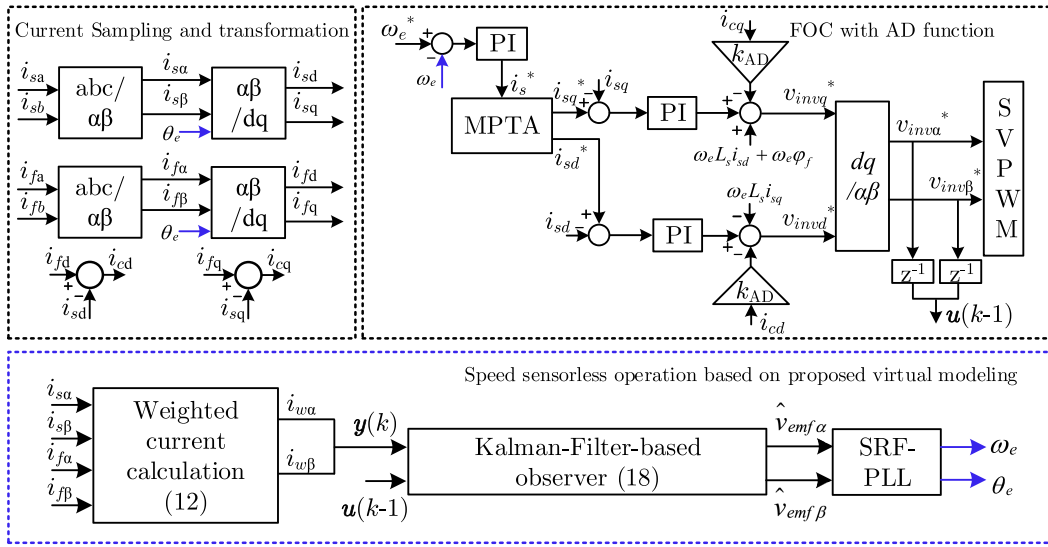 Current Sampling and transformation
i_sa
i_sb
abc/
αβ
i_sα
i_sβ
θ_e
αβ
/dq
i_sd
i_sq
i_fa
i_fb
abc/
αβ
i_fα
i_fβ
θ_e
αβ
/dq
i_fd
i_fq
i_fd
+
−
i_cd
i_sd
i_fq
+
−
i_cq
i_sq
FOC with AD function
ω_e*
+
−
ω_e
PI
i_s*
MPTA
i_sq*
i_sd*
i_sq
−
+
PI
i_cq
k_AD
−
+
+
ω_e L_s i_sd + ω_e φ_f
v_invq*
i_sd
+
−
PI
ω_e L_s i_sq
−
+
−
k_AD
i_cd
v_invd*
dq
/αβ
v_invα*
v_invβ*
SVPWM
z⁻¹
z⁻¹
u(k-1)
Speed sensorless operation based on proposed virtual modeling
i_sα
i_sβ
i_fα
i_fβ
Weighted
current
calculation
(12)
i_wα
i_wβ
y(k)
u(k-1)
Kalman-Filter-based
observer (18)
v̂_emfα
v̂_emfβ
SRF-
PLL
ω_e
θ_e